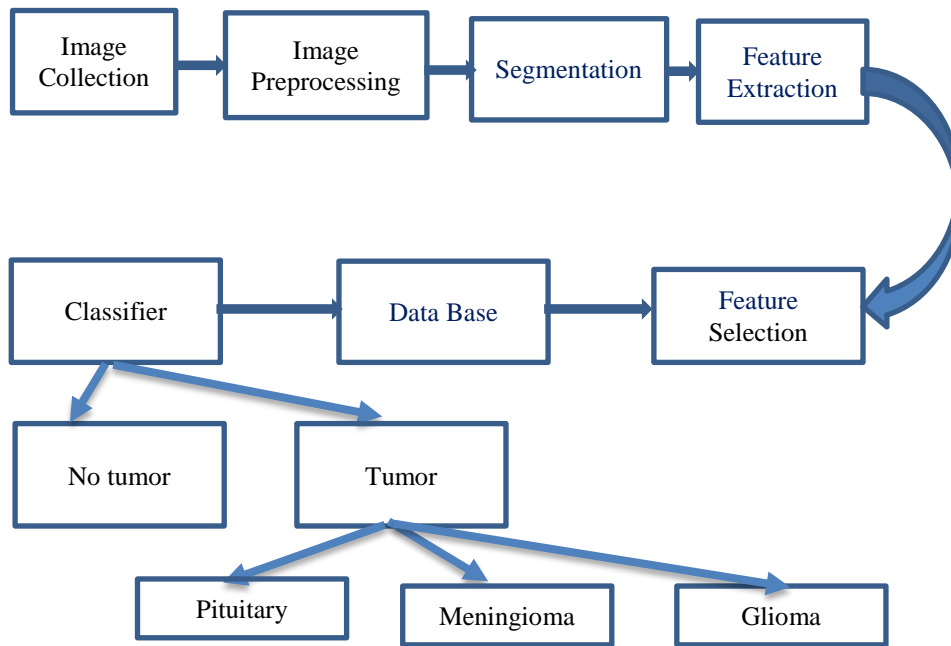 Image
Collection
Image
Preprocessing
Segmentation
Feature
Extraction
Classifier
Data Base
Feature
Selection
No tumor
Tumor
Pituitary
Meningioma
Glioma